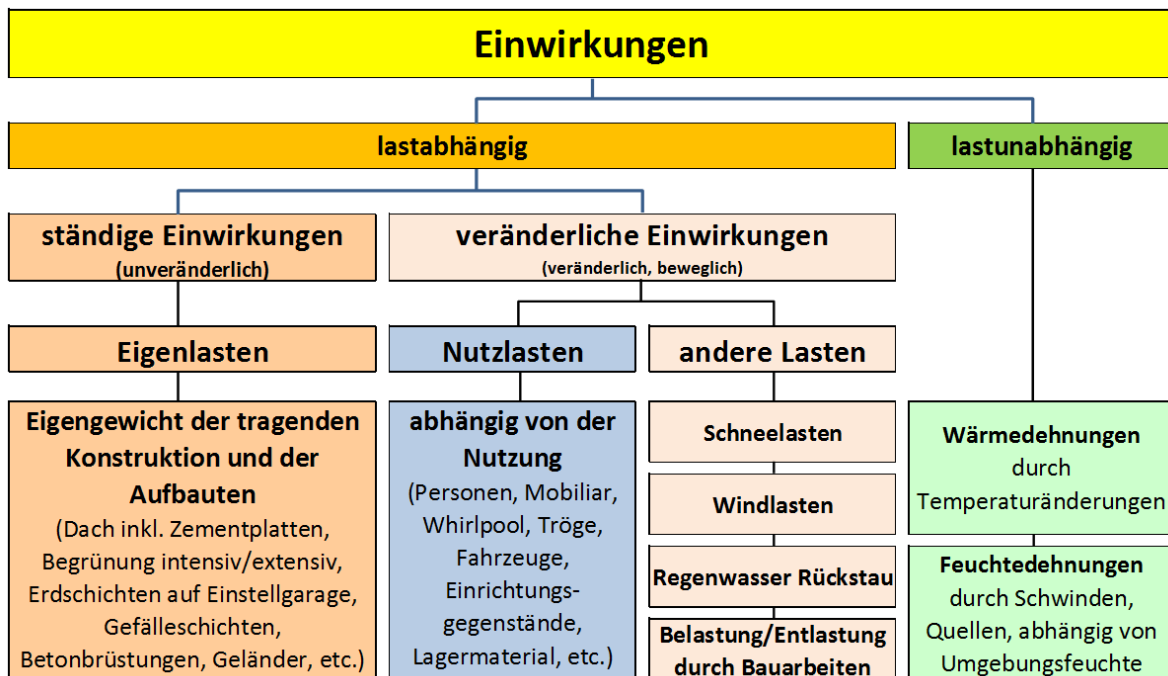 Einwirkungen
lastabhängig
lastunabhängig
ständige Einwirkungen
(unveränderlich)
veränderliche Einwirkungen
(veränderlich, beweglich)
Eigenlasten
Nutzlasten
andere Lasten
Eigengewicht der tragenden
Konstruktion und der
Aufbauten
(Dach inkl. Zementplatten,
Begrünung intensiv/extensiv,
Erdschichten auf Einstellgarage,
Gefälleschichten,
Betonbrüstungen, Geländer, etc.)
abhängig von der
Nutzung
(Personen, Mobiliar,
Whirlpool, Tröge,
Fahrzeuge,
Einrichtungs-
gegenstände,
Lagermaterial, etc.)
Schneelasten
Windlasten
Regenwasser Rückstau
Belastung/Entlastung
durch Bauarbeiten
Wärmedehnungen
durch
Temperaturänderungen
Feuchtedehnungen
durch Schwinden,
Quellen, abhängig von
Umgebungsfeuchte